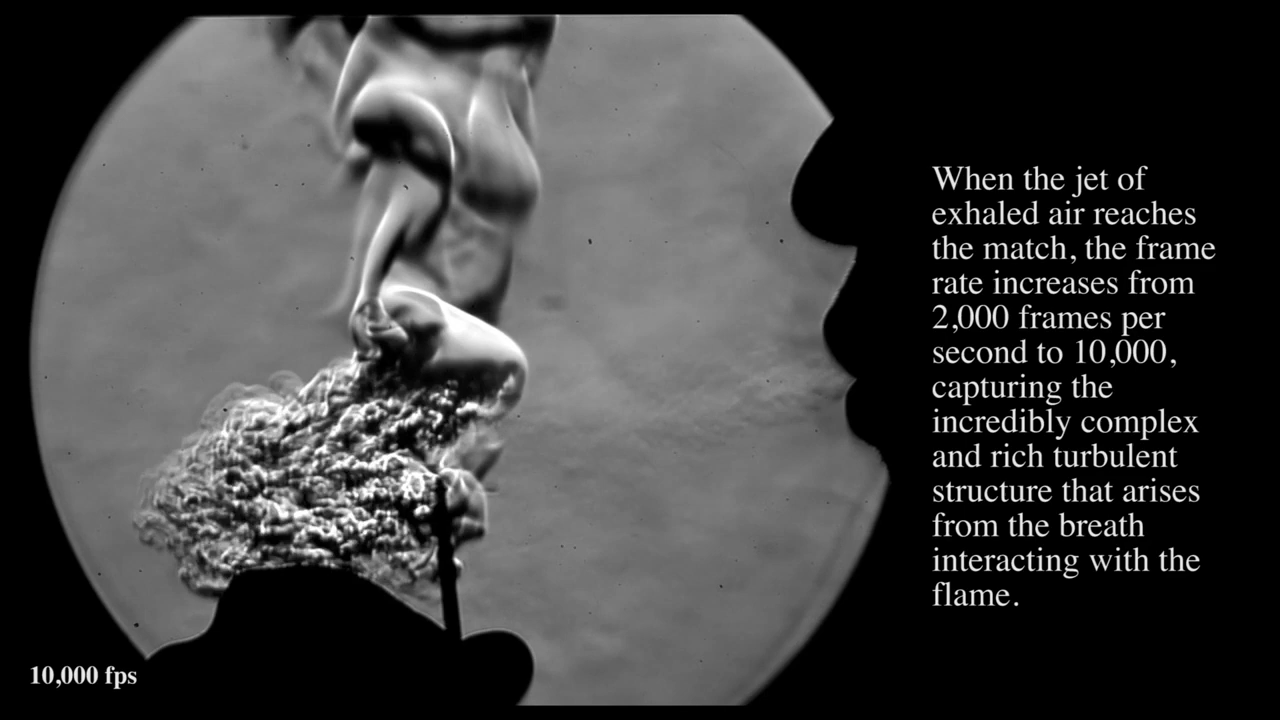 When the jet of
exhaled air reaches
the match, the frame
rate increases from
2,000 frames per
second to 10,000,
capturing the
incredibly complex
and rich turbulent
structure that arises
from the breath
interacting with the
flame.
10,000 fps